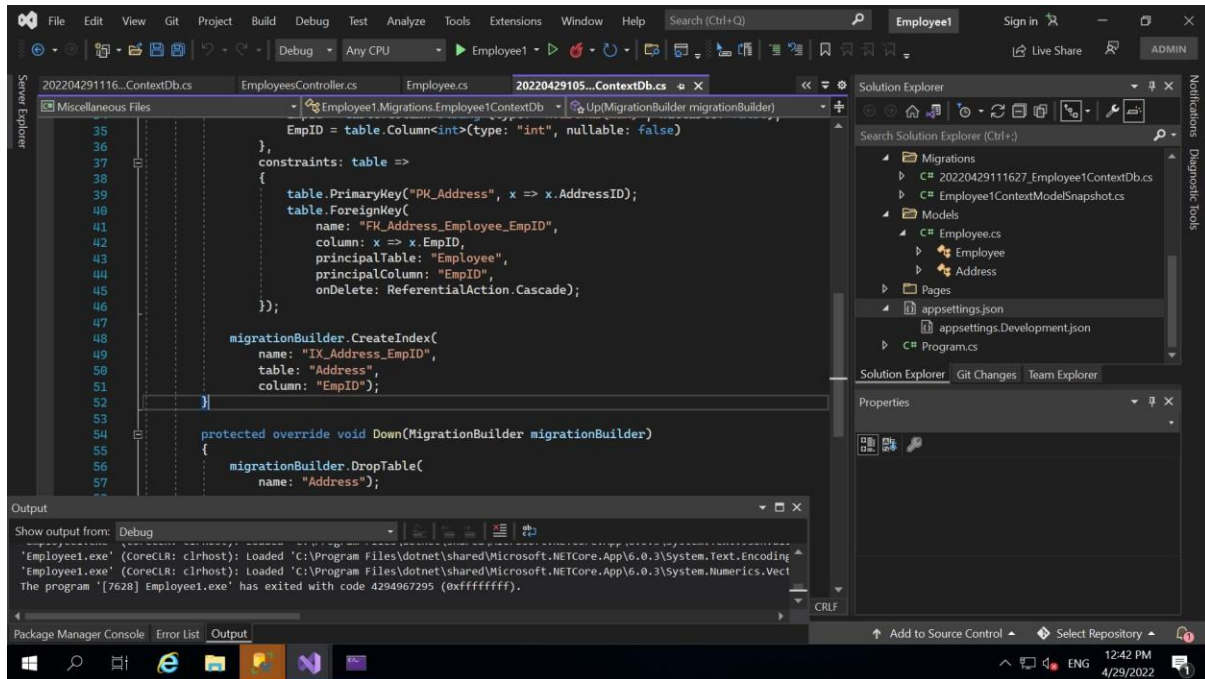 File Edit View Git Project Build Debug Test Analyze Tools Extensions Window Help Search (Ctrl+Q) Employee1 Sign in
Debug Any CPU Employee1 Live Share ADMIN
Server Explorer
202204291116...ContextDb.cs EmployeesController.cs Employee.cs 20220429105...ContextDb.cs
Miscellaneous Files Employee1.Migrations.Employee1ContextDb Up(MigrationBuilder migrationBuilder)
35 EmpID = table.Column<int>(type: "int", nullable: false)
36 },
37 constraints: table =>
38 {
39 table.PrimaryKey("PK_Address", x => x.AddressID);
40 table.ForeignKey(
41 name: "FK_Address_Employee_EmpID",
42 column: x => x.EmpID,
43 principalTable: "Employee",
44 principalColumn: "EmpID",
45 onDelete: ReferentialAction.Cascade);
46 });
47
48 migrationBuilder.CreateIndex(
49 name: "IX_Address_EmpID",
50 table: "Address",
51 column: "EmpID");
52 }
53
54 protected override void Down(MigrationBuilder migrationBuilder)
55 {
56 migrationBuilder.DropTable(
57 name: "Address");
CRLF
Solution Explorer
Search Solution Explorer (Ctrl+;)
Migrations
C# 20220429111627_Employee1ContextDb.cs
C# Employee1ContextModelSnapshot.cs
Models
C# Employee.cs
Employee
Address
Pages
appsettings.json
appsettings.Development.json
C# Program.cs
Solution Explorer Git Changes Team Explorer
Properties
Notifications
Diagnostic Tools
Output
Show output from: Debug
'Employee1.exe' (CoreCLR: clrhost): Loaded 'C:\Program Files\dotnet\shared\Microsoft.NETCore.App\6.0.3\System.Text.Encoding
'Employee1.exe' (CoreCLR: clrhost): Loaded 'C:\Program Files\dotnet\shared\Microsoft.NETCore.App\6.0.3\System.Numerics.Vect
The program '[7628] Employee1.exe' has exited with code 4294967295 (0xffffffff).
Package Manager Console Error List Output
Add to Source Control Select Repository
ENG 12:42 PM
4/29/2022